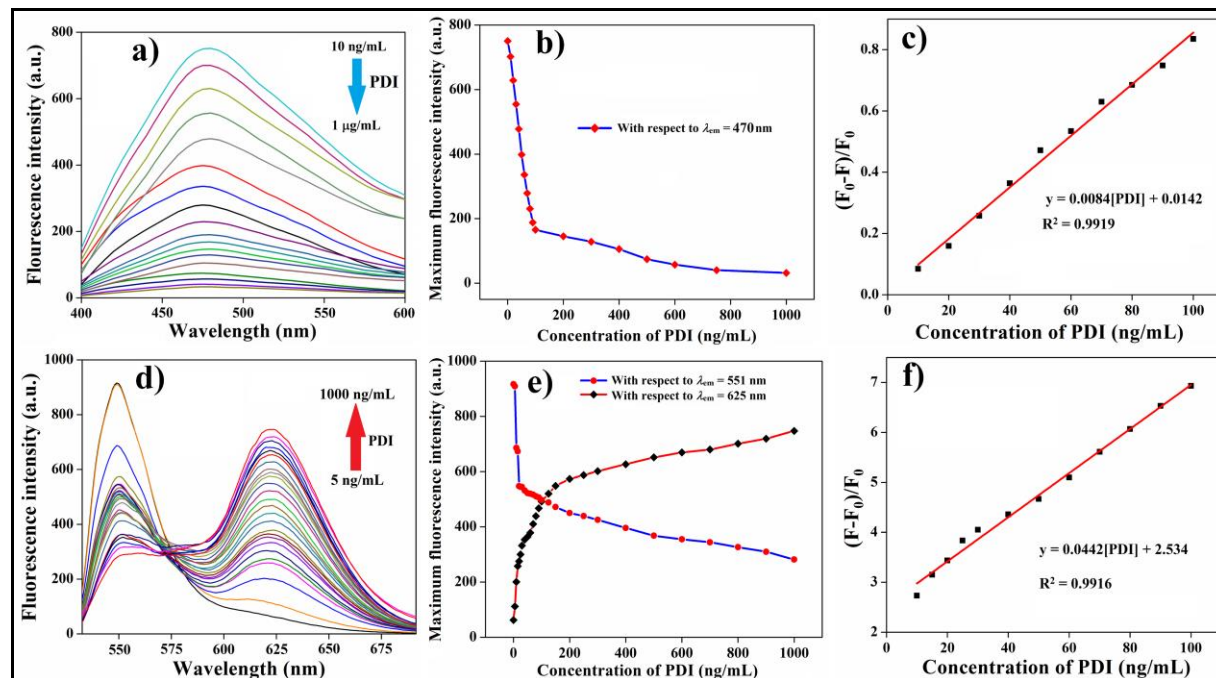 a)
10 ng/mL
PDI
1 µg/mL
800
600
400
200
0
Fluorescence intensity (a.u.)
400 450 500 550 600
Wavelength (nm)
b)
With respect to λem = 470 nm
800
600
400
200
0
Maximum fluorescence intensity (a.u.)
0 200 400 600 800 1000
Concentration of PDI (ng/mL)
c)
0.8
0.6
0.4
0.2
0.0
(F0-F)/F0
y = 0.0084[PDI] + 0.0142
R2 = 0.9919
0 20 40 60 80 100
Concentration of PDI (ng/mL)
d)
1000 ng/mL
PDI
5 ng/mL
1000
800
600
400
200
0
Fluorescence intensity (a.u.)
550 575 600 625 650 675
Wavelength (nm)
e)
With respect to λem = 551 nm
With respect to λem = 625 nm
1000
800
600
400
200
0
Maximum fluorescence intensity (a.u.)
0 200 400 600 800 1000
Concentration of PDI (ng/mL)
f)
7
6
5
4
3
2
(F-F0)/F0
y = 0.0442[PDI] + 2.534
R2 = 0.9916
0 20 40 60 80 100
Concentration of PDI (ng/mL)